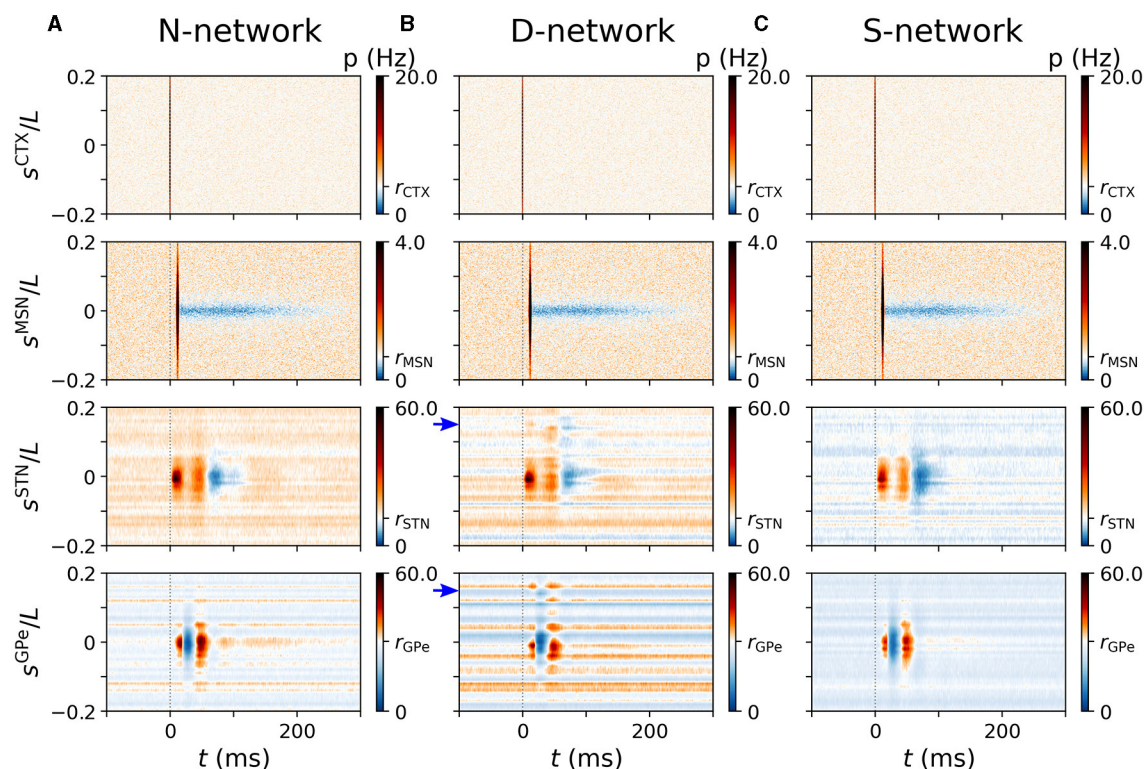 A N-network B D-network C S-network
p (Hz) p (Hz) p (Hz)
s^CTX/L 0.2 0 −0.2 20.0 r_CTX 0 20.0 r_CTX 0 20.0 r_CTX 0
s^MSN/L 0.2 0 −0.2 4.0 r_MSN 0 4.0 r_MSN 0 4.0 r_MSN 0
s^STN/L 0.2 0 −0.2 60.0 r_STN 0 60.0 r_STN 0 60.0 r_STN 0
s^GPe/L 0.2 0 −0.2 60.0 r_GPe 0 60.0 r_GPe 0 60.0 r_GPe 0
0 200 0 200 0 200
t (ms) t (ms) t (ms)